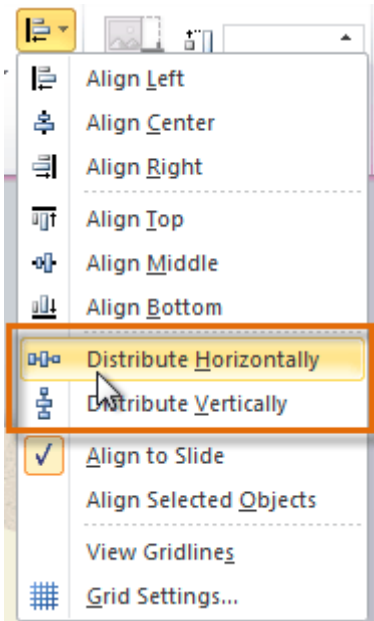 Align Left
Align Center
Align Right
Align Top
Align Middle
Align Bottom
Distribute Horizontally
Distribute Vertically
Align to Slide
Align Selected Objects
View Gridlines
Grid Settings...